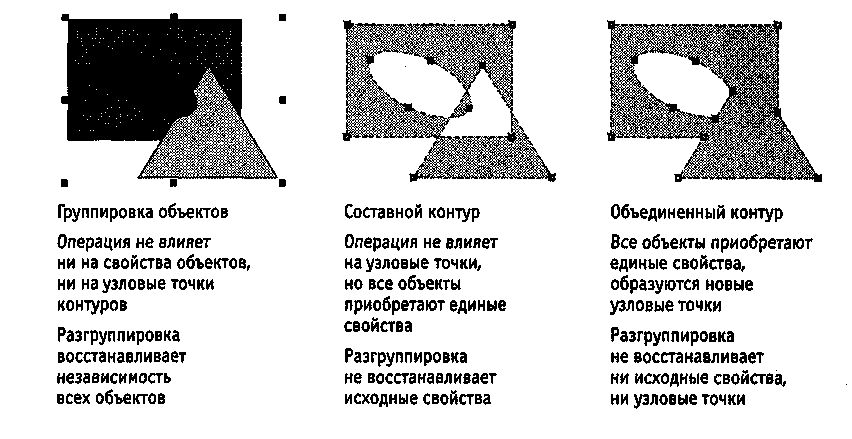 Группировка объектов
Операция не влияет
ни на свойства объектов,
ни на узловые точки
контуров
Разгруппировка
восстанавливает
независимость
всех объектов
Составной контур
Операция не влияет
на узловые точки,
но все объекты
приобретают единые
свойства
Разгруппировка
не восстанавливает
исходные свойства
Объединенный контур
Все объекты приобретают
единые свойства,
образуются новые
узловые точки
Разгруппировка
не восстанавливает
ни исходные свойства,
ни узловые точки